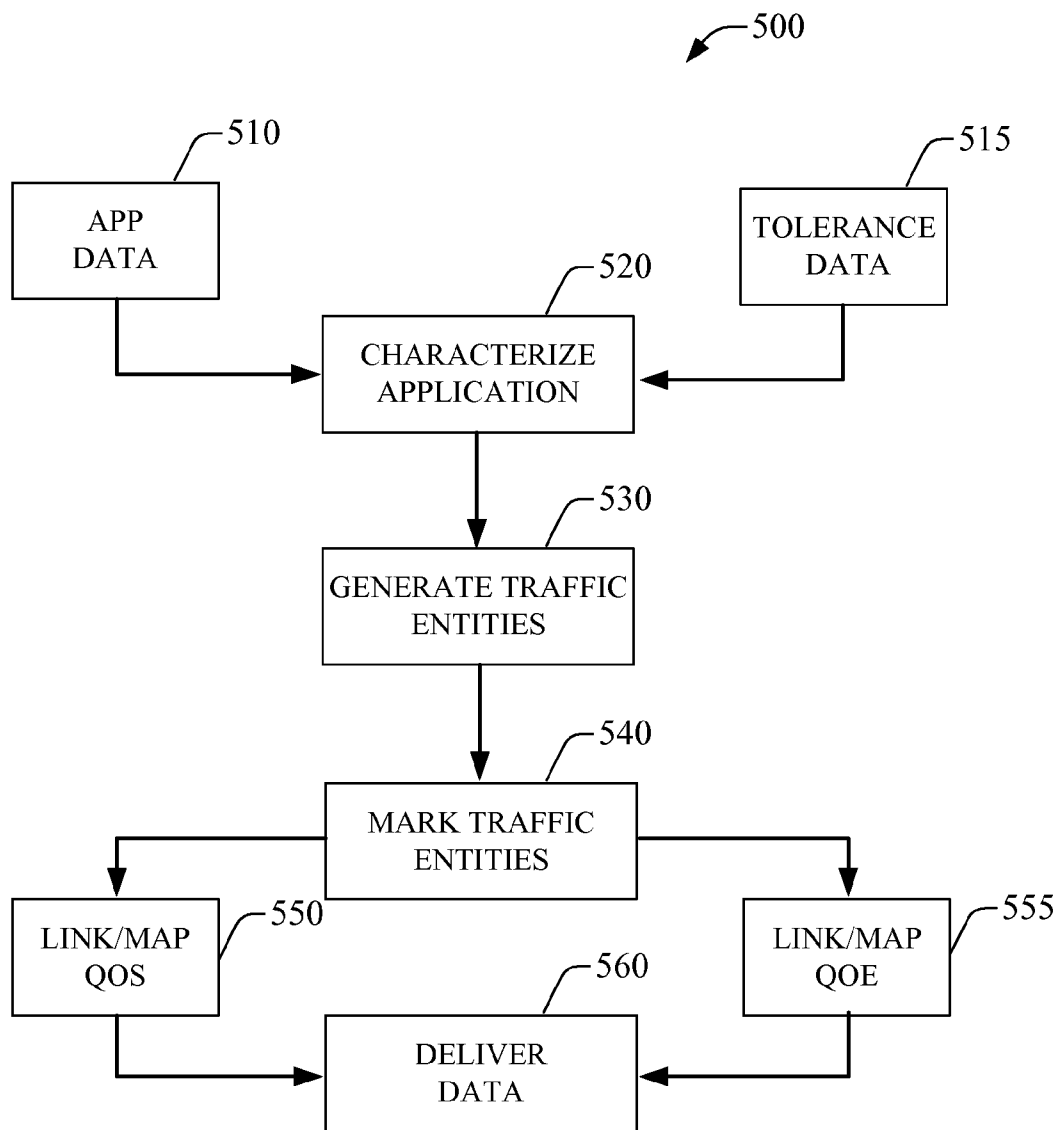 500
510
APP
DATA
515
TOLERANCE
DATA
520
CHARACTERIZE
APPLICATION
530
GENERATE TRAFFIC
ENTITIES
540
MARK TRAFFIC
ENTITIES
550
LINK/MAP
QOS
555
LINK/MAP
QOE
560
DELIVER
DATA